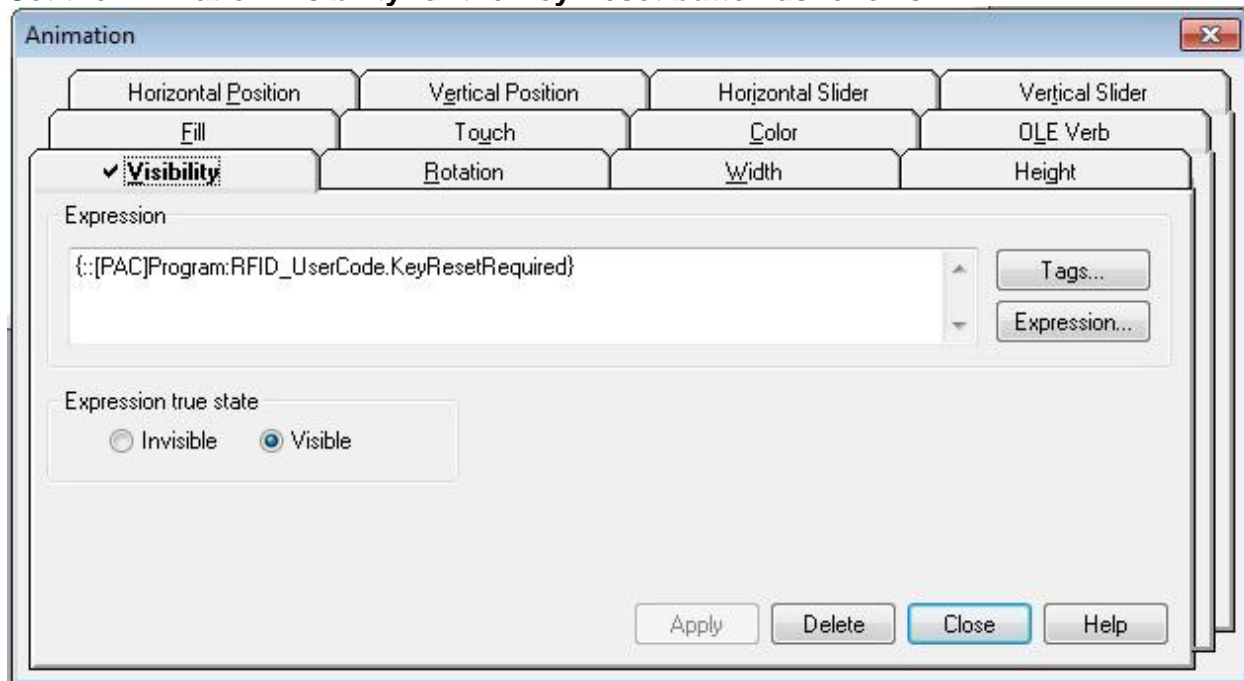 Animation
Horizontal Position Vertical Position Horizontal Slider Vertical Slider
Fill Touch Color OLE Verb
Visibility Rotation Width Height
Expression
{::[PAC]Program:RFID_UserCode.KeyResetRequired}
Tags...
Expression...
Expression true state
Invisible Visible
Apply Delete Close Help